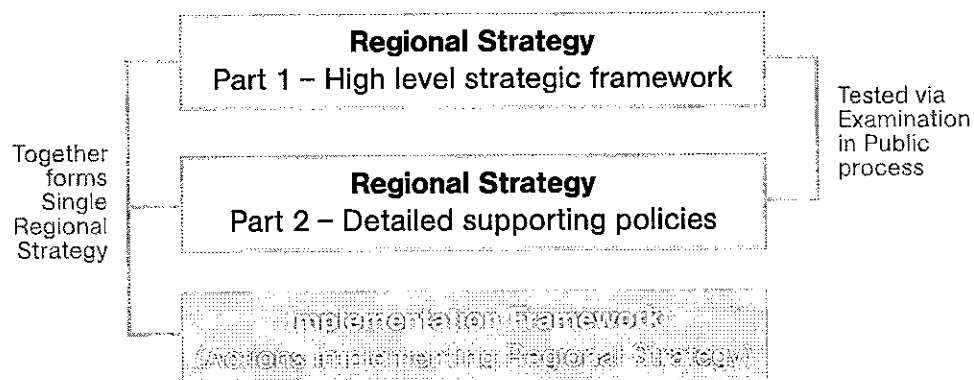 Regional Strategy
Part 1 – High level strategic framework
Tested via
Examination
in Public
process
Together
forms
Single
Regional
Strategy
Regional Strategy
Part 2 – Detailed supporting policies
Implementation Framework
(Actions Implementing Regional Strategy)